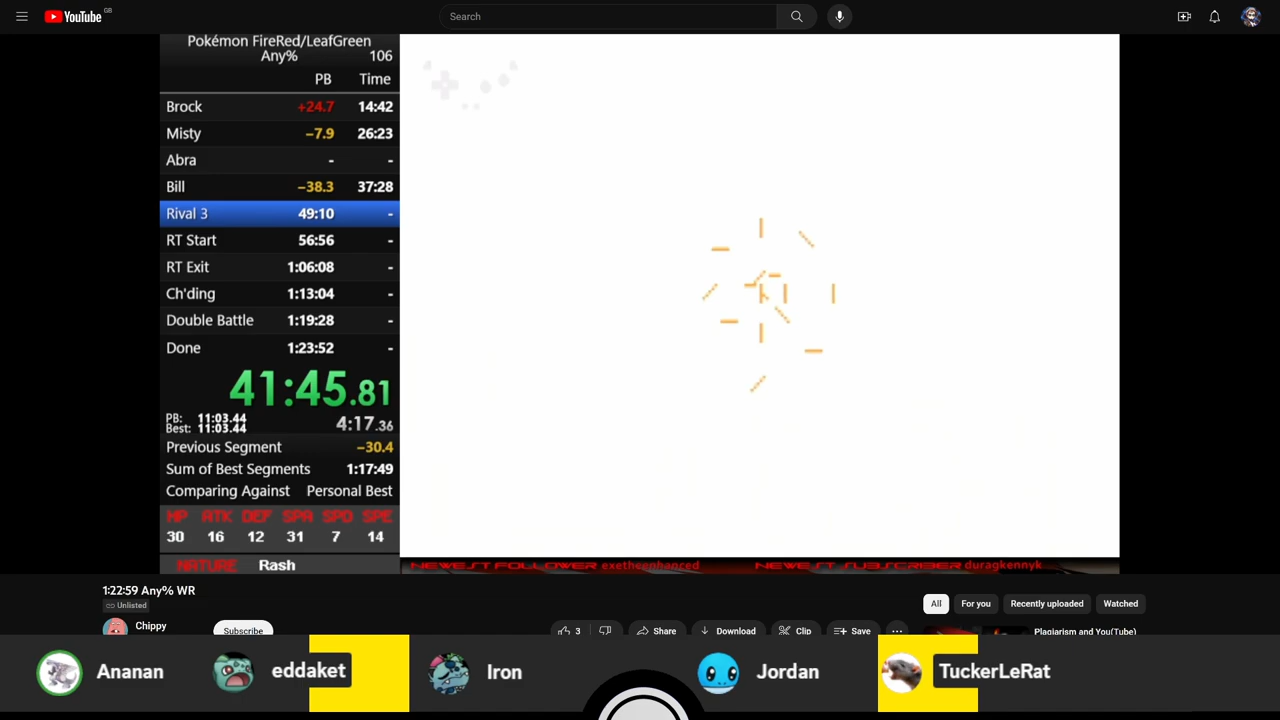 YouTube GB
Search
Pokémon FireRed/LeafGreen
Any% 106
PB Time
Brock +24.7 14:42
Misty −7.9 26:23
Abra - -
Bill −38.3 37:28
Rival 3 49:10 -
RT Start 56:56 -
RT Exit 1:06:08 -
Ch'ding 1:13:04 -
Double Battle 1:19:28 -
Done 1:23:52 -
41:45.81
PB: 11:03.44
Best: 11:03.44 4:17.36
Previous Segment −30.4
Sum of Best Segments 1:17:49
Comparing Against Personal Best
HP ATK DEF SPA SPD SPE
30 16 12 31 7 14
NATURE Rash
NEWEST FOLLOWER exetheenhanced NEWEST SUBSCRIBER duragkennyk
1:22:59 Any% WR
Unlisted
All For you Recently uploaded Watched
Chippy
Subscribe
3 Share Download Clip Save ...
Plagiarism and You(Tube)
Ananan eddaket Iron Jordan TuckerLeRat